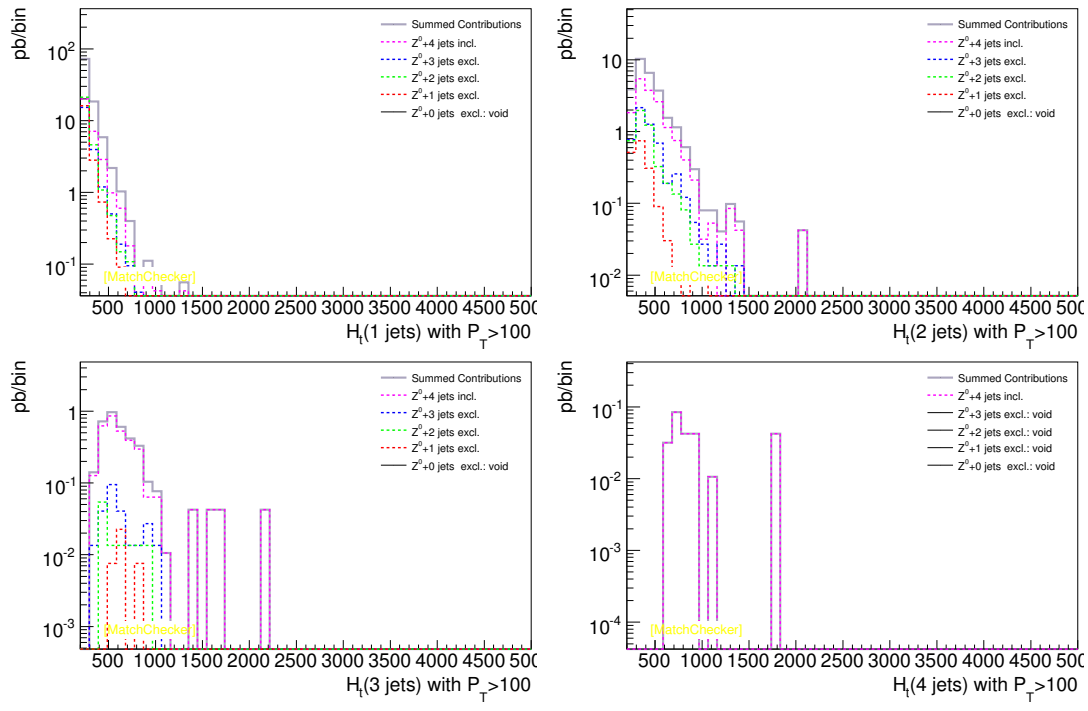 pb/bin
Summed Contributions
Z⁰+4 jets incl.
Z⁰+3 jets excl.
Z⁰+2 jets excl.
Z⁰+1 jets excl.
Z⁰+0 jets excl.: void
10²
10
1
10⁻¹
[MatchChecker]
500 1000 1500 2000 2500 3000 3500 4000 4500 500
H_t(1 jets) with P_T>100
pb/bin
Summed Contributions
Z⁰+4 jets incl.
Z⁰+3 jets excl.
Z⁰+2 jets excl.
Z⁰+1 jets excl.
Z⁰+0 jets excl.: void
10
1
10⁻¹
10⁻²
[MatchChecker]
500 1000 1500 2000 2500 3000 3500 4000 4500 500
H_t(2 jets) with P_T>100
pb/bin
Summed Contributions
Z⁰+4 jets incl.
Z⁰+3 jets excl.
Z⁰+2 jets excl.
Z⁰+1 jets excl.
Z⁰+0 jets excl.: void
1
10⁻¹
10⁻²
10⁻³
[MatchChecker]
500 1000 1500 2000 2500 3000 3500 4000 4500 500
H_t(3 jets) with P_T>100
pb/bin
Summed Contributions
Z⁰+4 jets incl.
Z⁰+3 jets excl.: void
Z⁰+2 jets excl.: void
Z⁰+1 jets excl.: void
Z⁰+0 jets excl.: void
10⁻¹
10⁻²
10⁻³
10⁻⁴
[MatchChecker]
500 1000 1500 2000 2500 3000 3500 4000 4500 500
H_t(4 jets) with P_T>100